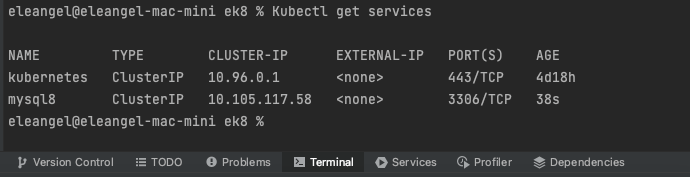 eleangel@eleangel-mac-mini ek8 % Kubectl get services
NAME TYPE CLUSTER-IP EXTERNAL-IP PORT(S) AGE
kubernetes ClusterIP 10.96.0.1 <none> 443/TCP 4d18h
mysql8 ClusterIP 10.105.117.58 <none> 3306/TCP 38s
eleangel@eleangel-mac-mini ek8 %
Version Control TODO Problems Terminal Services Profiler Dependencies